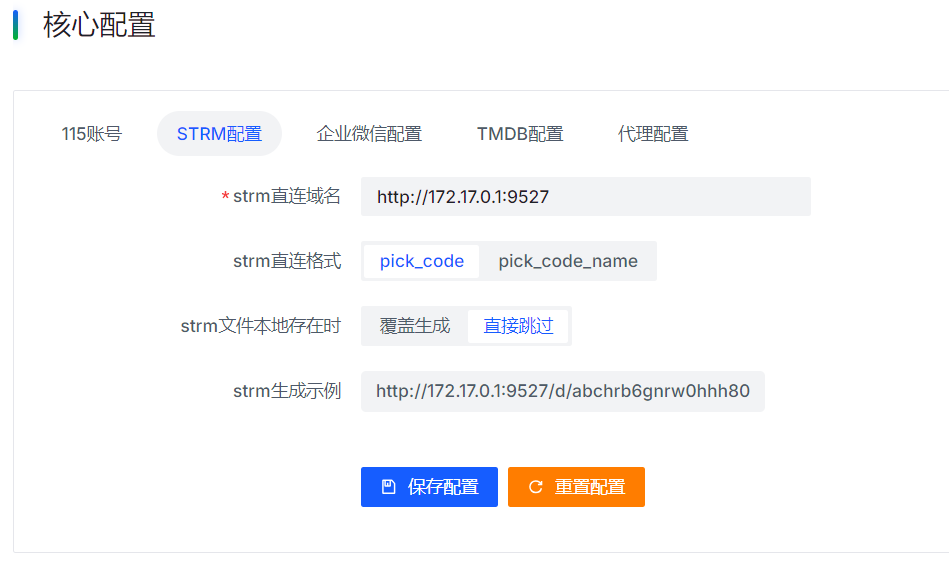 核心配置
115账号 STRM配置 企业微信配置 TMDB配置 代理配置
* strm直连域名 http://172.17.0.1:9527
strm直连格式 pick_code pick_code_name
strm文件本地存在时 覆盖生成 直接跳过
strm生成示例 http://172.17.0.1:9527/d/abchrb6gnrw0hhh80
保存配置 重置配置